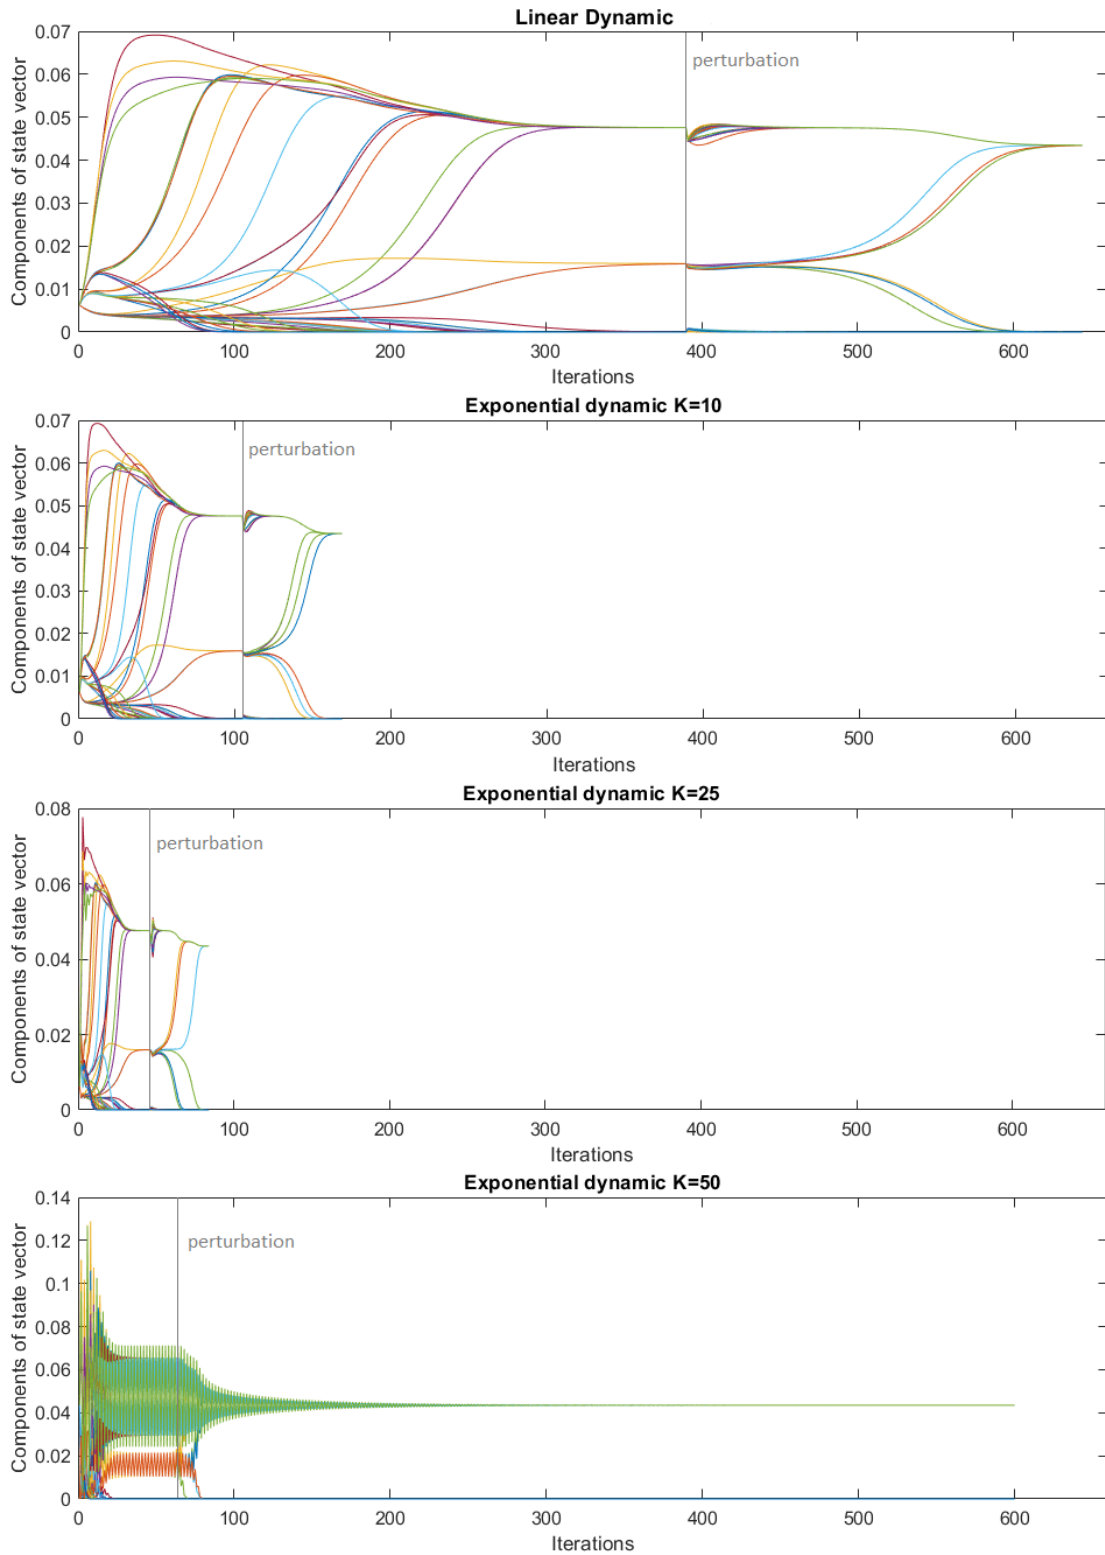 Linear Dynamic
0.07
0.06
0.05
0.04
0.03
0.02
0.01
0
Components of state vector
perturbation
0 100 200 300 400 500 600
Iterations
Exponential dynamic K=10
0.07
0.06
0.05
0.04
0.03
0.02
0.01
0
Components of state vector
perturbation
0 100 200 300 400 500 600
Iterations
Exponential dynamic K=25
0.08
0.06
0.04
0.02
0
Components of state vector
perturbation
0 100 200 300 400 500 600
Iterations
Exponential dynamic K=50
0.14
0.12
0.1
0.08
0.06
0.04
0.02
0
Components of state vector
perturbation
0 100 200 300 400 500 600
Iterations